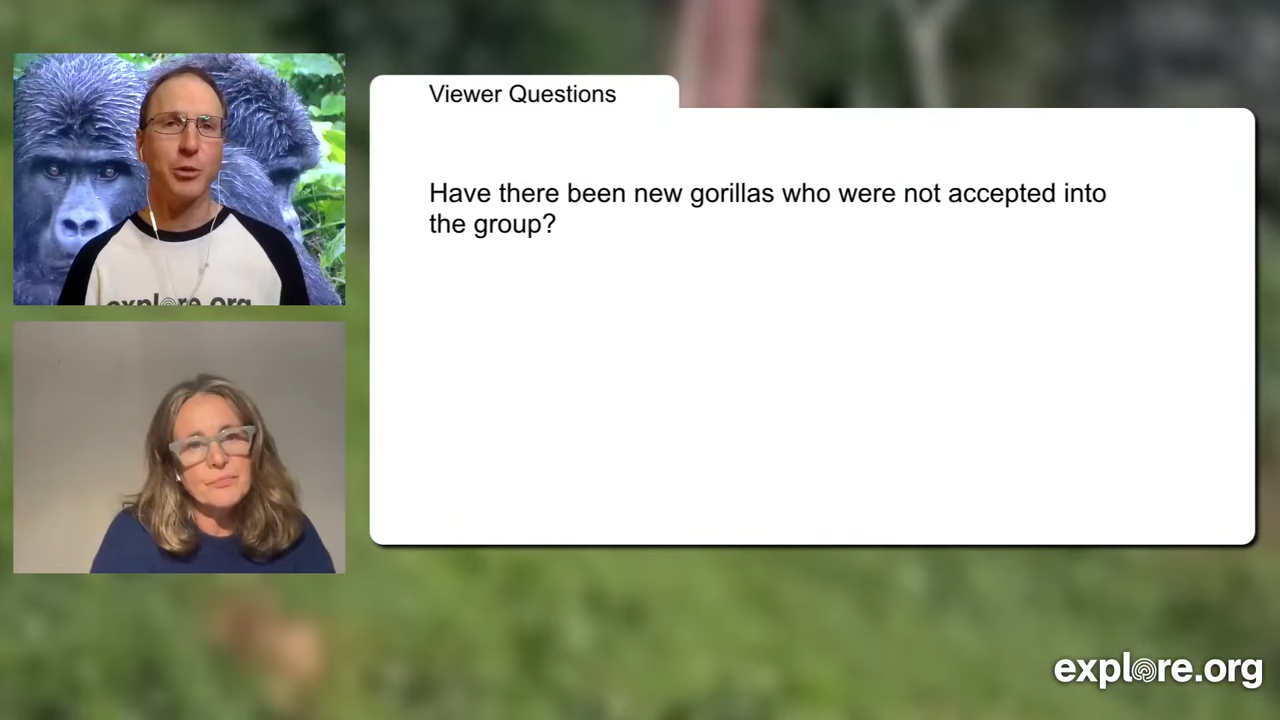 Viewer Questions
Have there been new gorillas who were not accepted into
the group?
explore.org
explore.org